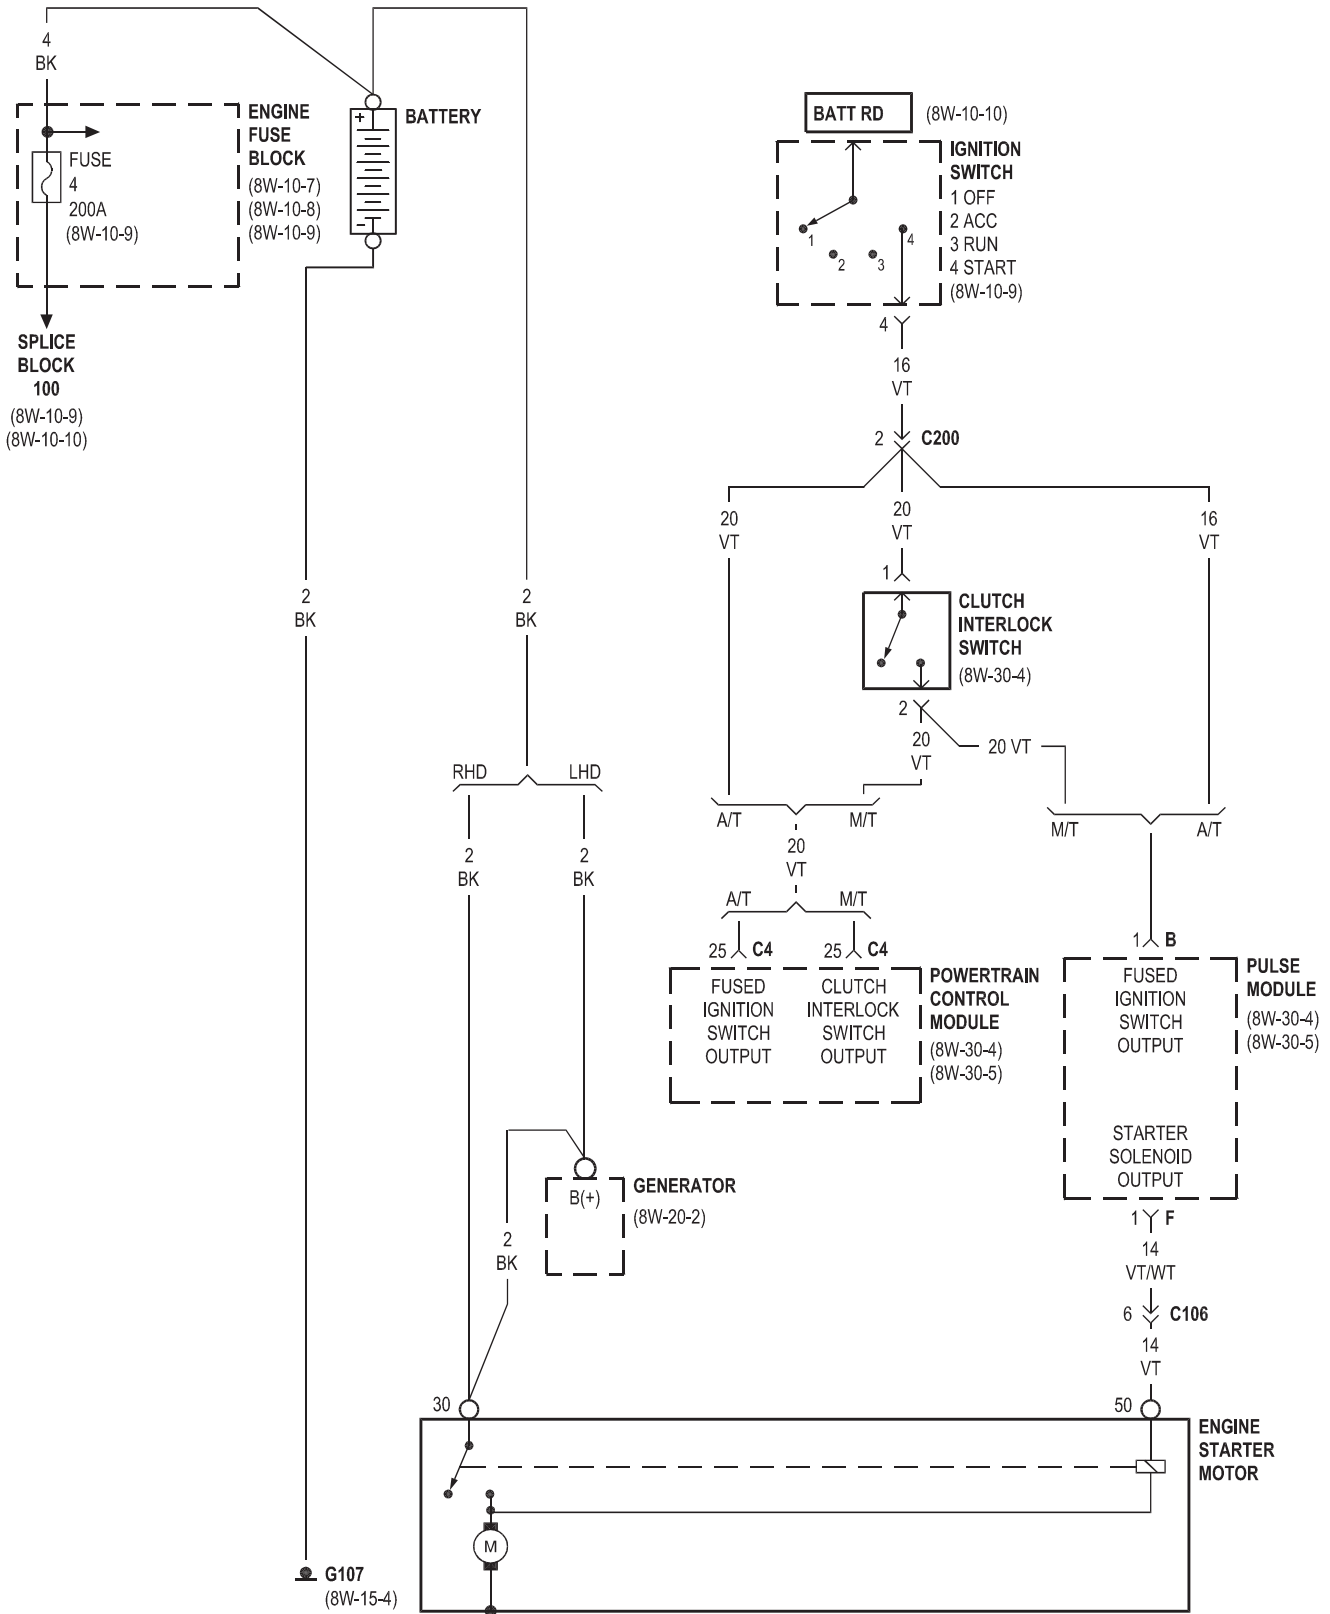 4
BK
ENGINE
FUSE
BLOCK
(8W-10-7)
(8W-10-8)
(8W-10-9)
FUSE
4
200A
(8W-10-9)
+
-
BATTERY
SPLICE
BLOCK
100
(8W-10-9)
(8W-10-10)
BATT RD
(8W-10-10)
IGNITION
SWITCH
1 OFF
2 ACC
3 RUN
4 START
(8W-10-9)
1
2
3
4
4
16
VT
2
C200
20
VT
20
VT
16
VT
1
CLUTCH
INTERLOCK
SWITCH
(8W-30-4)
2
20
VT
20 VT
2
BK
2
BK
RHD
LHD
A/T
M/T
M/T
A/T
20
VT
2
BK
2
BK
A/T
M/T
25
C4
25
C4
FUSED
IGNITION
SWITCH
OUTPUT
CLUTCH
INTERLOCK
SWITCH
OUTPUT
POWERTRAIN
CONTROL
MODULE
(8W-30-4)
(8W-30-5)
1
B
FUSED
IGNITION
SWITCH
OUTPUT
STARTER
SOLENOID
OUTPUT
PULSE
MODULE
(8W-30-4)
(8W-30-5)
B(+)
GENERATOR
(8W-20-2)
2
BK
1
F
14
VT/WT
6
C106
14
VT
30
50
ENGINE
STARTER
MOTOR
M
G107
(8W-15-4)